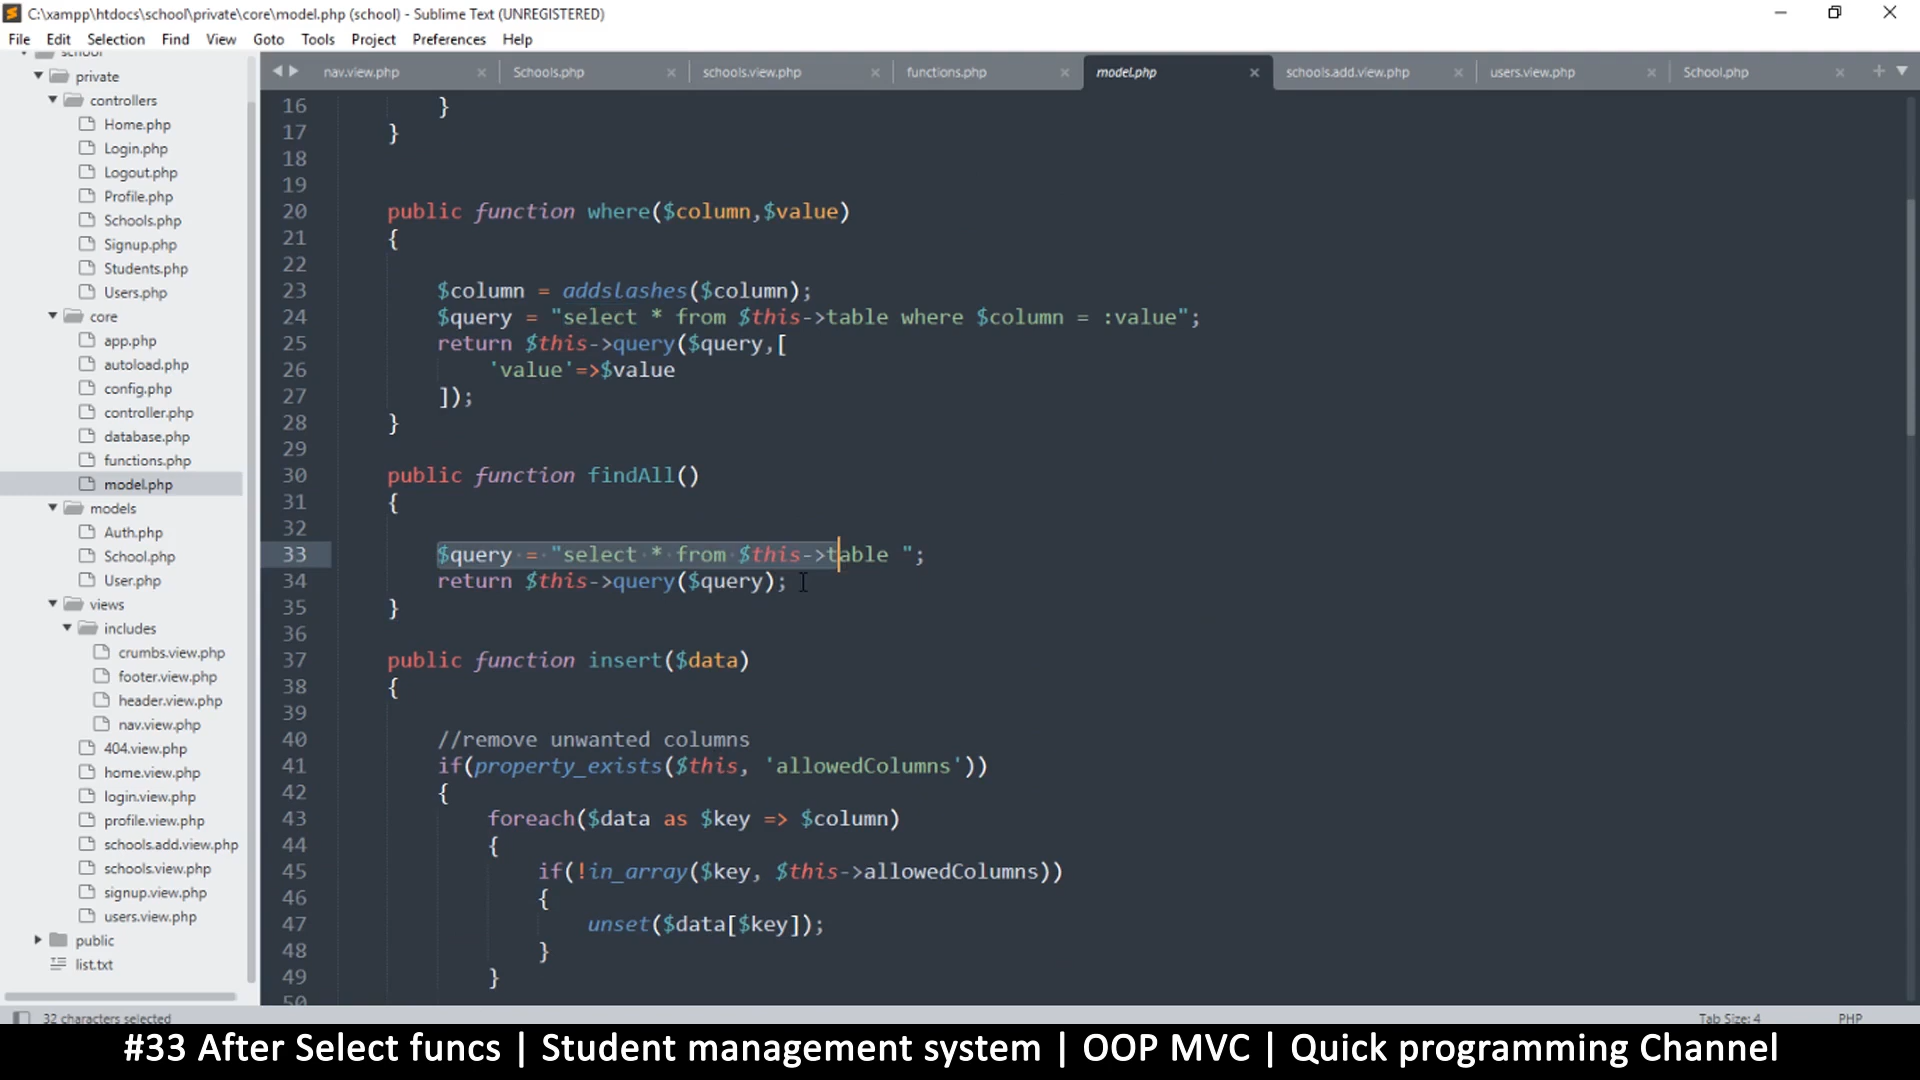 C:\xampp\htdocs\school\private\core\model.php (school) - Sublime Text (UNREGISTERED)
File Edit Selection Find View Goto Tools Project Preferences Help
school
private
controllers
Home.php
Login.php
Logout.php
Profile.php
Schools.php
Signup.php
Students.php
Users.php
core
app.php
autoload.php
config.php
controller.php
database.php
functions.php
model.php
models
Auth.php
School.php
User.php
views
includes
crumbs.view.php
footer.view.php
header.view.php
nav.view.php
404.view.php
home.view.php
login.view.php
profile.view.php
schools.add.view.php
schools.view.php
signup.view.php
users.view.php
public
list.txt
nav.view.php Schools.php schools.view.php functions.php model.php schools.add.view.php users.view.php School.php
16 }
17 }
18
19
20 public function where($column,$value)
21 {
22
23 $column = addslashes($column);
24 $query = "select * from $this->table where $column = :value";
25 return $this->query($query,[
26 'value'=>$value
27 ]);
28 }
29
30 public function findAll()
31 {
32
33 $query = "select * from $this->table ";
34 return $this->query($query);
35 }
36
37 public function insert($data)
38 {
39
40 //remove unwanted columns
41 if(property_exists($this, 'allowedColumns'))
42 {
43 foreach($data as $key => $column)
44 {
45 if(!in_array($key, $this->allowedColumns))
46 {
47 unset($data[$key]);
48 }
49 }
50
32 characters selected Tab Size: 4 PHP
#33 After Select funcs | Student management system | OOP MVC | Quick programming Channel